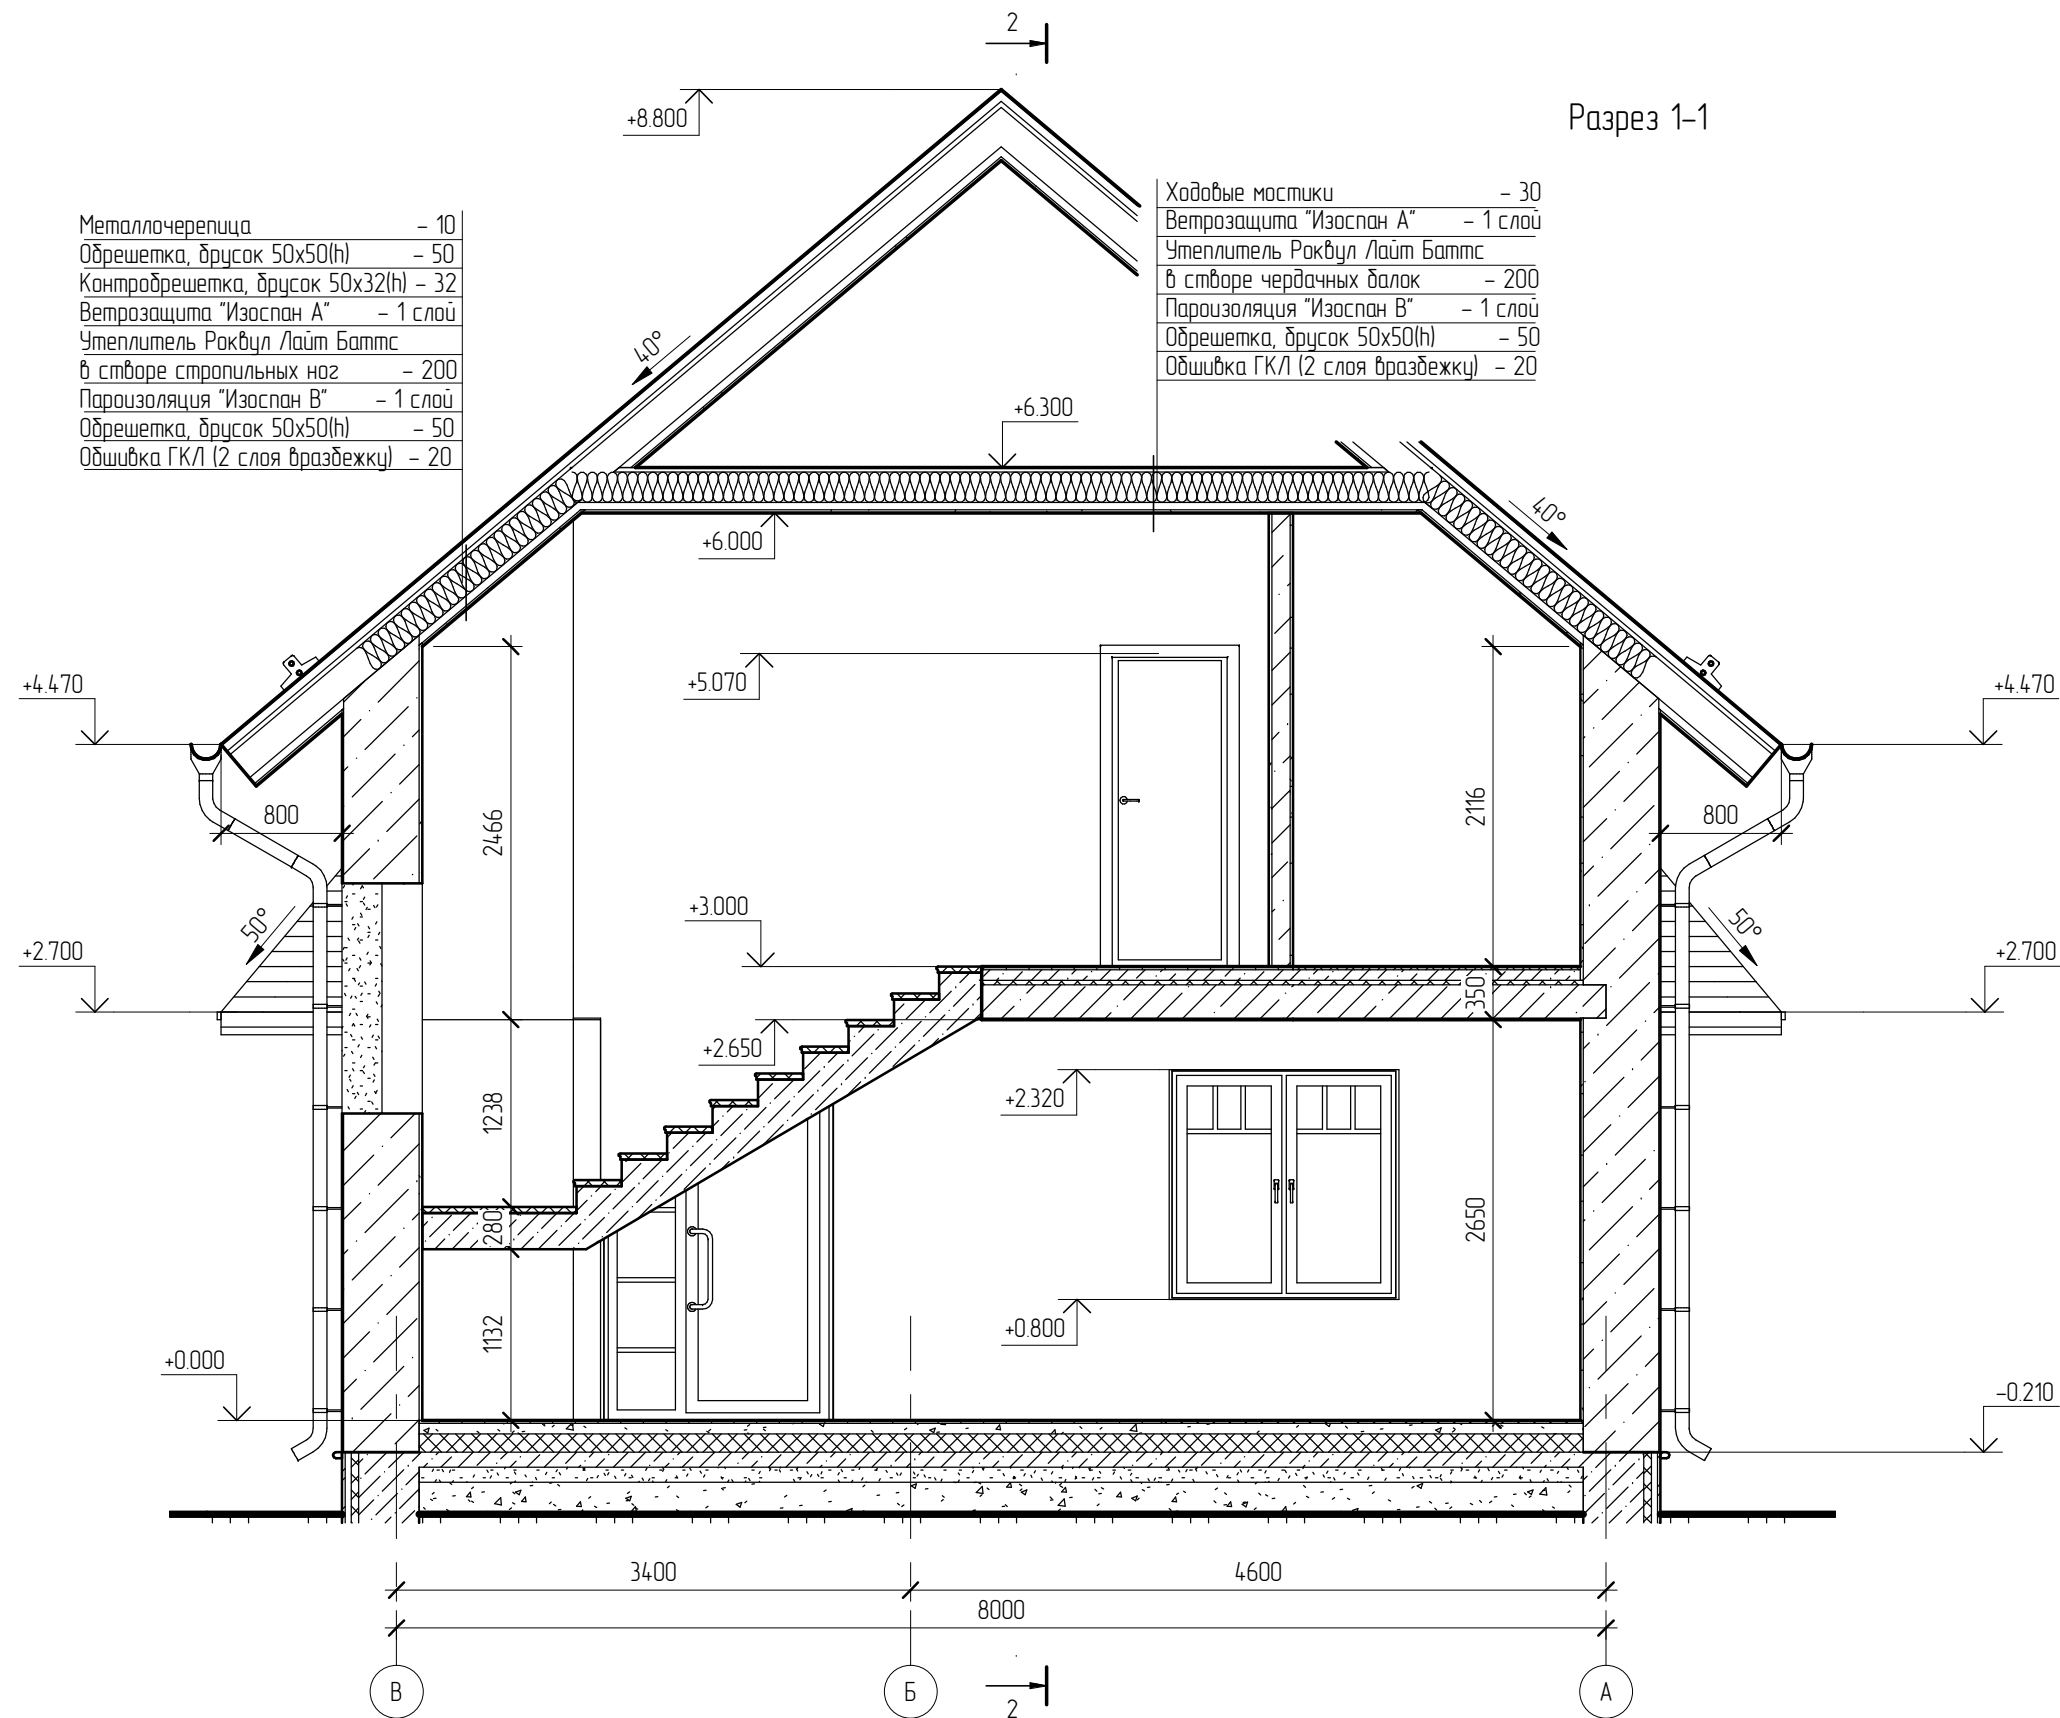 2
+8.800
Разрез 1-1
Металлочерепица - 10
Обрешетка, брусок 50х50(h) - 50
Контробрешетка, брусок 50х32(h) - 32
Ветрозащита "Изоспан А" - 1 слой
Утеплитель Роквул Лайт Баттс
в створе стропильных ног - 200
Пароизоляция "Изоспан В" - 1 слой
Обрешетка, брусок 50х50(h) - 50
Обшивка ГКЛ (2 слоя вразбежку) - 20
Ходовые мостики - 30
Ветрозащита "Изоспан А" - 1 слой
Утеплитель Роквул Лайт Баттс
в створе чердачных балок - 200
Пароизоляция "Изоспан В" - 1 слой
Обрешетка, брусок 50х50(h) - 50
Обшивка ГКЛ (2 слоя вразбежку) - 20
40°
+6.300
40°
+6.000
+4.470
+5.070
+4.470
800
2466
2116
800
50°
+3.000
50°
+2.700
+2.700
350
+2.650
1238
+2.320
280
2650
1132
+0.800
+0.000
-0.210
3400
4600
8000
В
Б
А
2